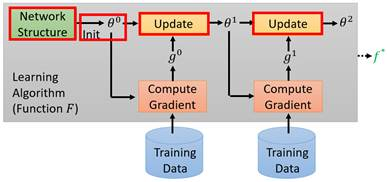 Network
Structure
θ⁰
Init
Update
θ¹
Update
θ²
g⁰
g¹
f*
Learning
Algorithm
(Function F)
Compute
Gradient
Compute
Gradient
Training
Data
Training
Data